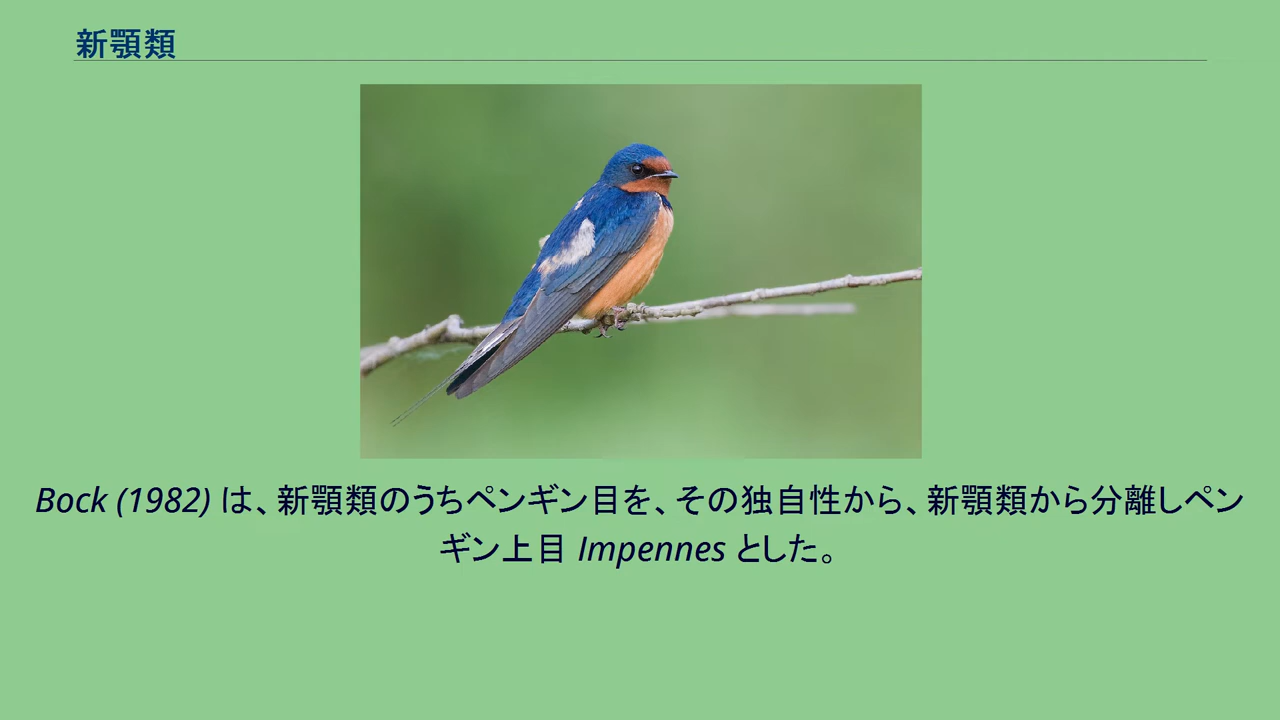 新顎類
Bock (1982) は、新顎類のうちペンギン目を、その独自性から、新顎類から分離しペン
ギン上目 Impennes とした。